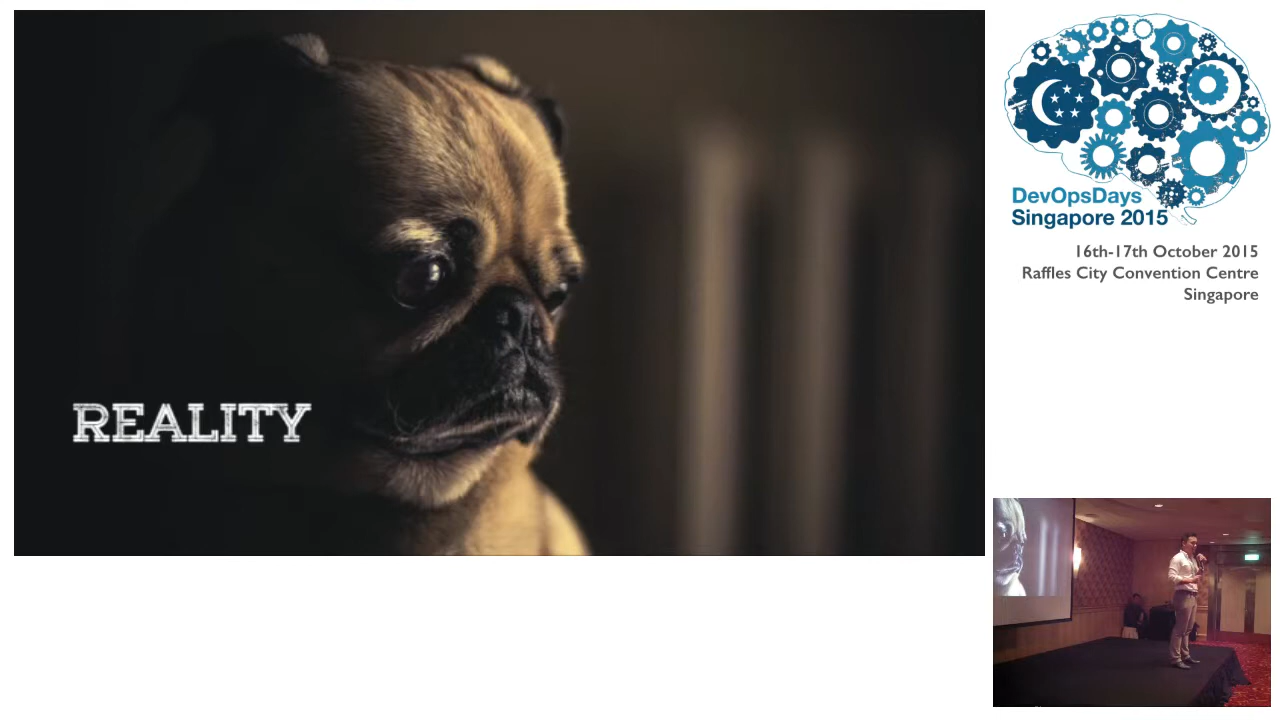 REALITY
DevOpsDays
Singapore 2015
16th-17th October 2015
Raffles City Convention Centre
Singapore